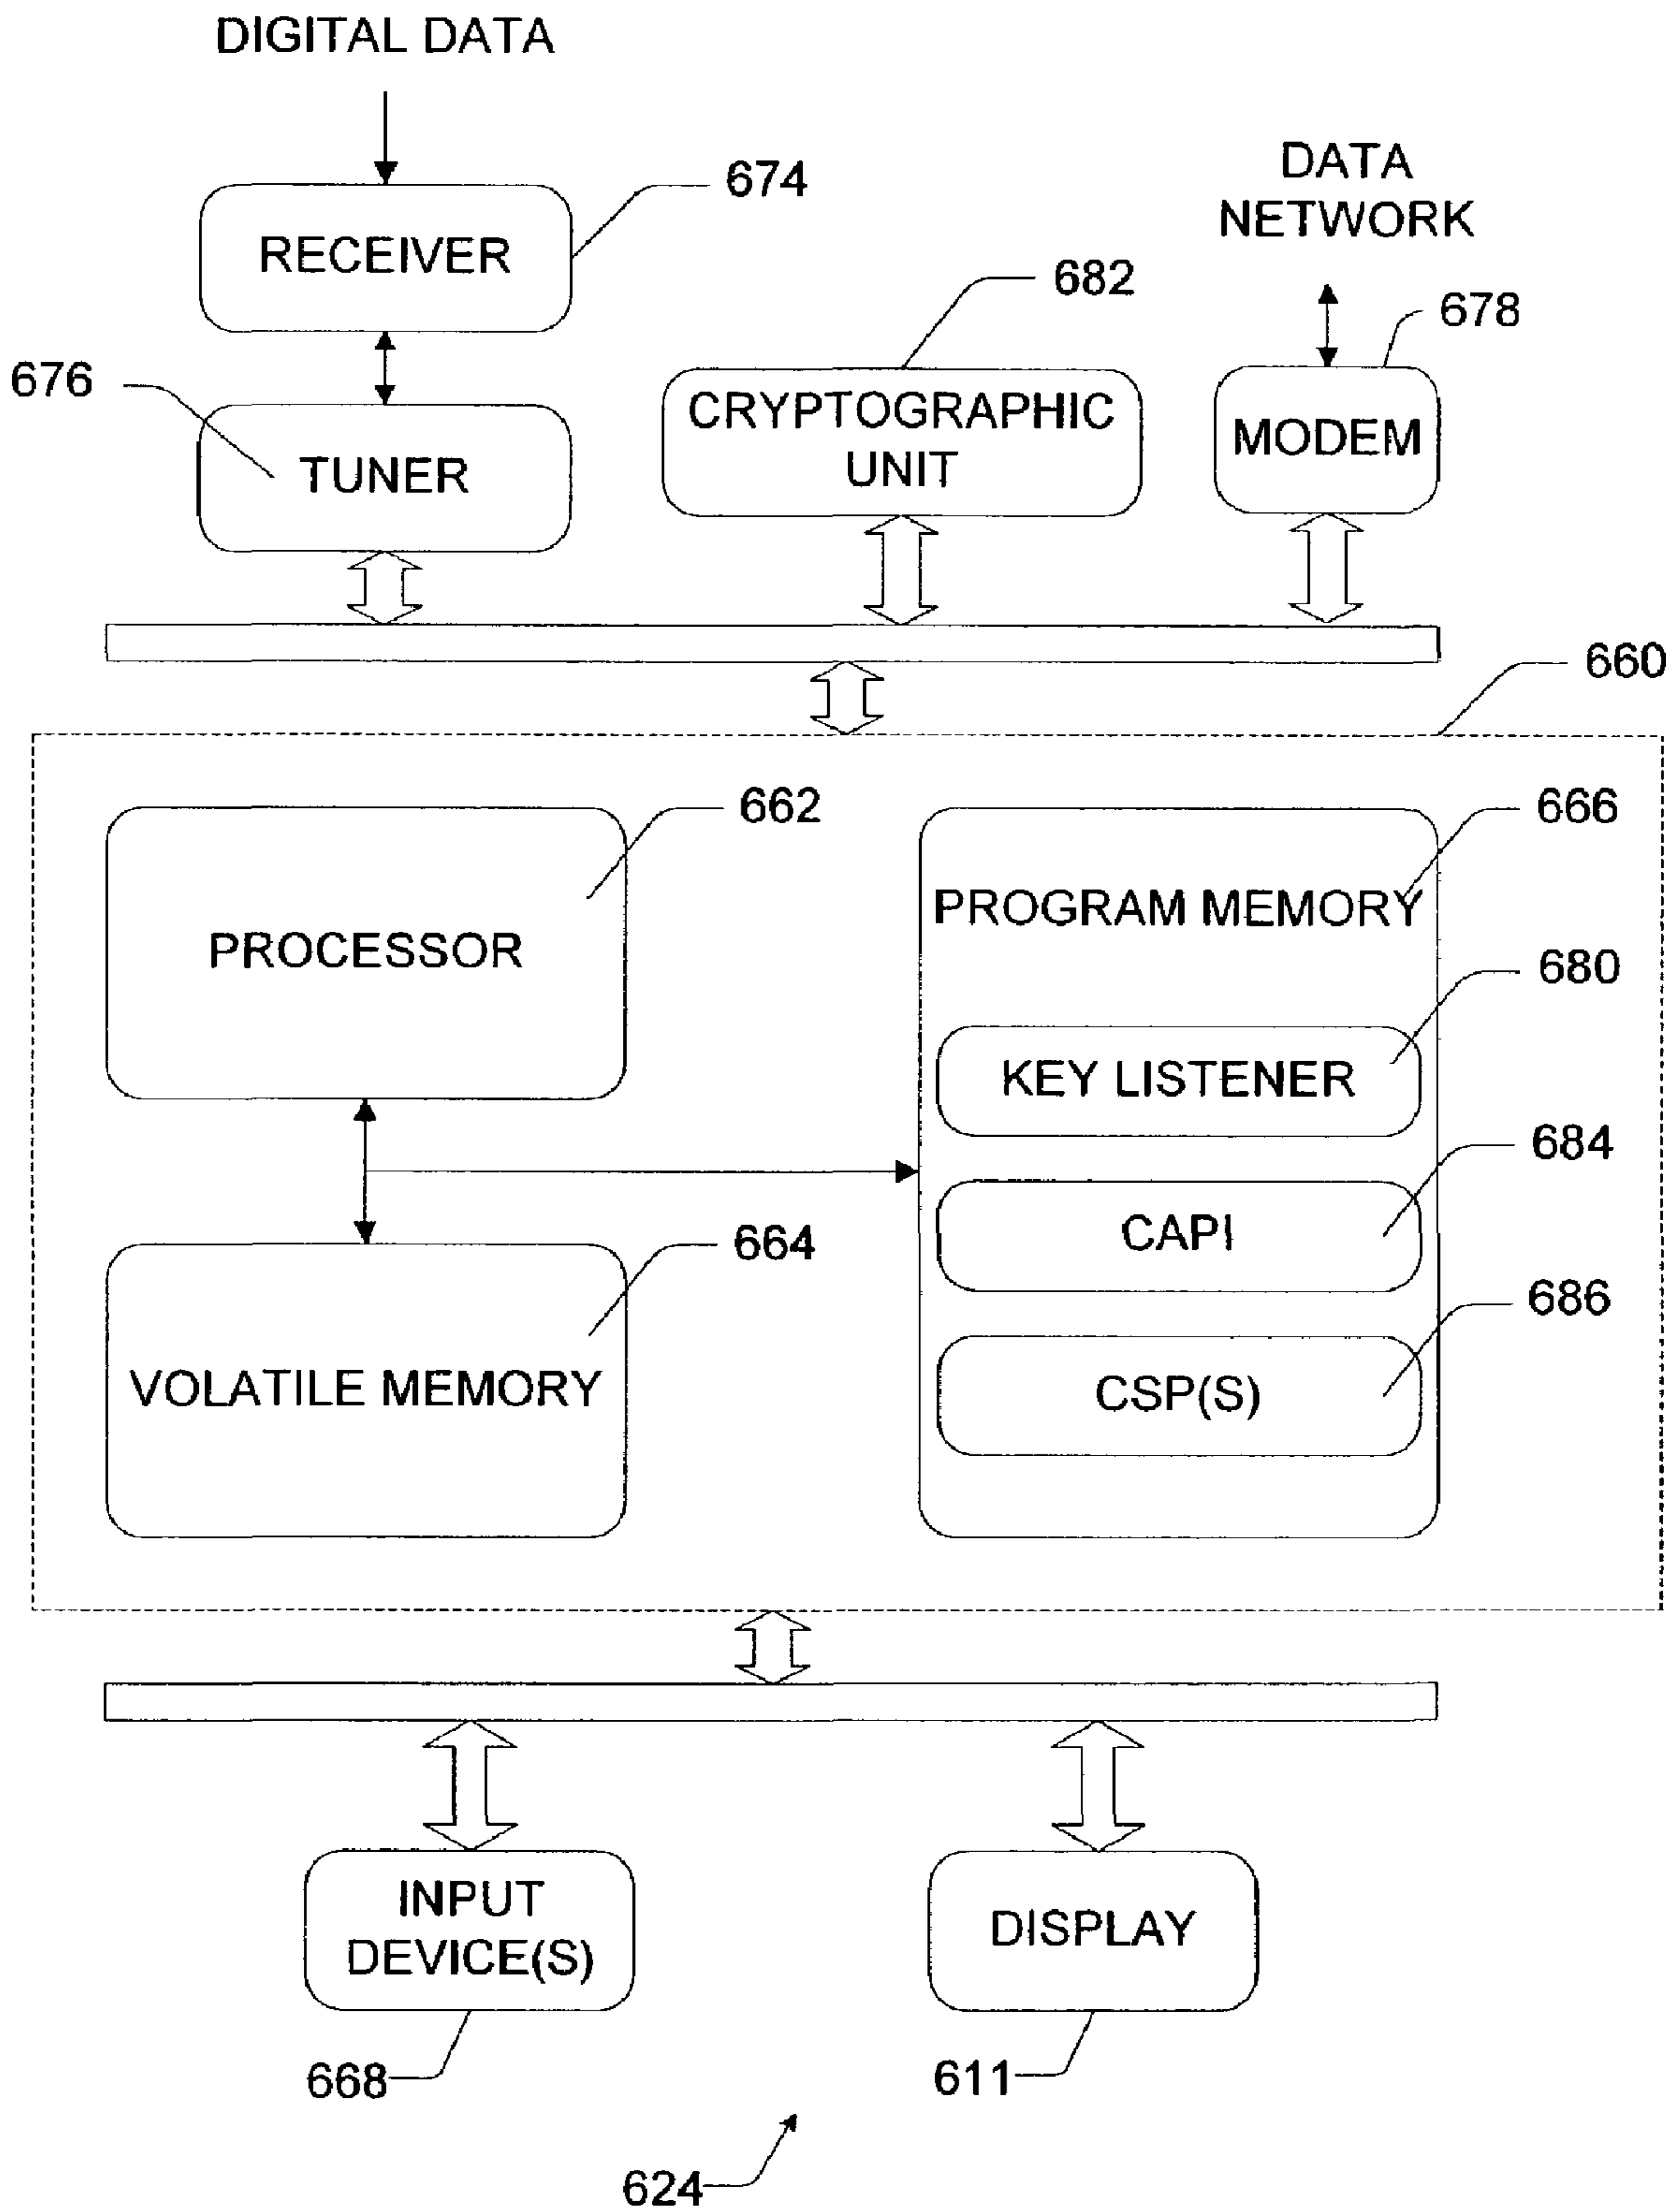 DIGITAL DATA
674
RECEIVER
DATA
NETWORK
682
678
676
TUNER
CRYPTOGRAPHIC
UNIT
MODEM
660
662
666
PROCESSOR
PROGRAM MEMORY
680
KEY LISTENER
684
CAPI
664
686
VOLATILE MEMORY
CSP(S)
INPUT
DEVICE(S)
DISPLAY
668
611
624